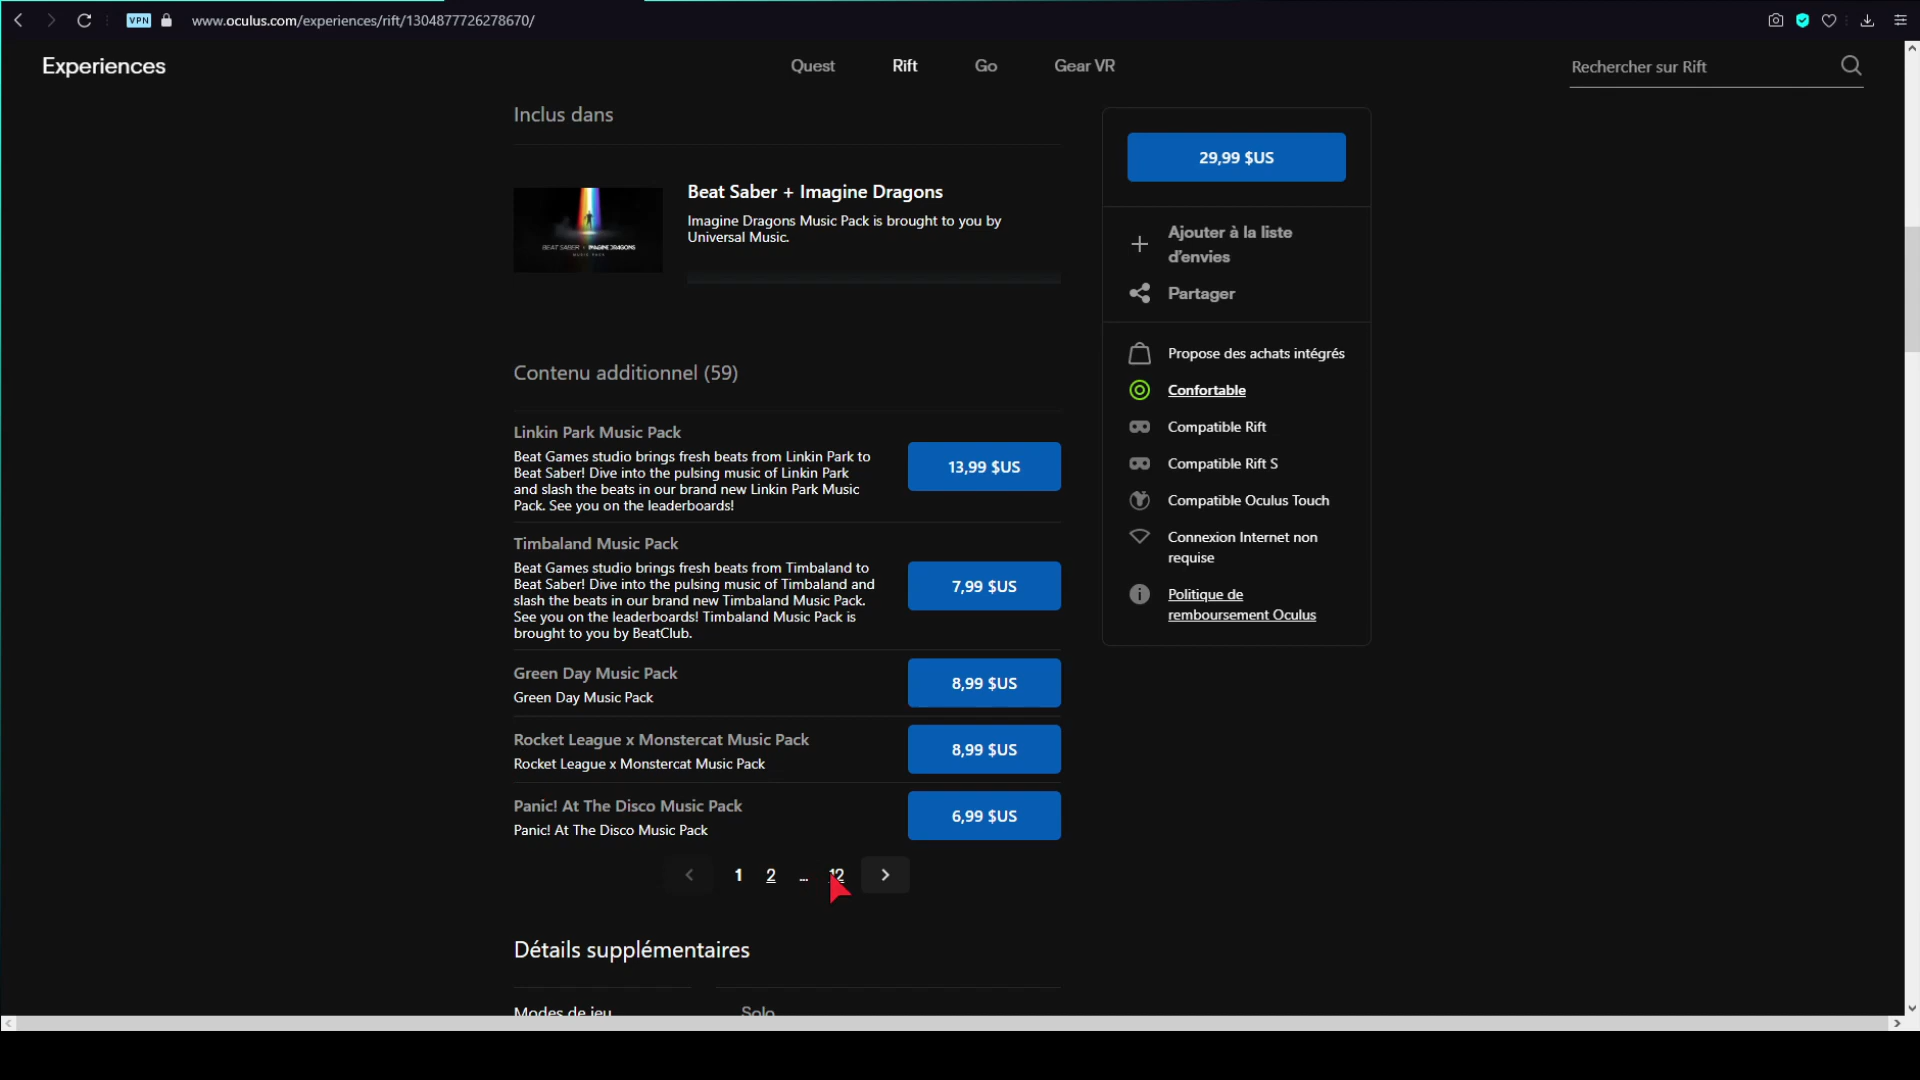 VPN
www.oculus.com/experiences/rift/1304877726278670/
Experiences
Quest
Rift
Go
Gear VR
Rechercher sur Rift
Inclus dans
BEAT SABER + IMAGINE DRAGONS
MUSIC PACK
Beat Saber + Imagine Dragons
Imagine Dragons Music Pack is brought to you by
Universal Music.
Contenu additionnel (59)
Linkin Park Music Pack
Beat Games studio brings fresh beats from Linkin Park to
Beat Saber! Dive into the pulsing music of Linkin Park
and slash the beats in our brand new Linkin Park Music
Pack. See you on the leaderboards!
13,99 $US
Timbaland Music Pack
Beat Games studio brings fresh beats from Timbaland to
Beat Saber! Dive into the pulsing music of Timbaland and
slash the beats in our brand new Timbaland Music Pack.
See you on the leaderboards! Timbaland Music Pack is
brought to you by BeatClub.
7,99 $US
Green Day Music Pack
Green Day Music Pack
8,99 $US
Rocket League x Monstercat Music Pack
Rocket League x Monstercat Music Pack
8,99 $US
Panic! At The Disco Music Pack
Panic! At The Disco Music Pack
6,99 $US
1 2 ... 12
Détails supplémentaires
Modes de jeu
Solo
29,99 $US
Ajouter à la liste
d'envies
Partager
Propose des achats intégrés
Confortable
Compatible Rift
Compatible Rift S
Compatible Oculus Touch
Connexion Internet non
requise
Politique de
remboursement Oculus